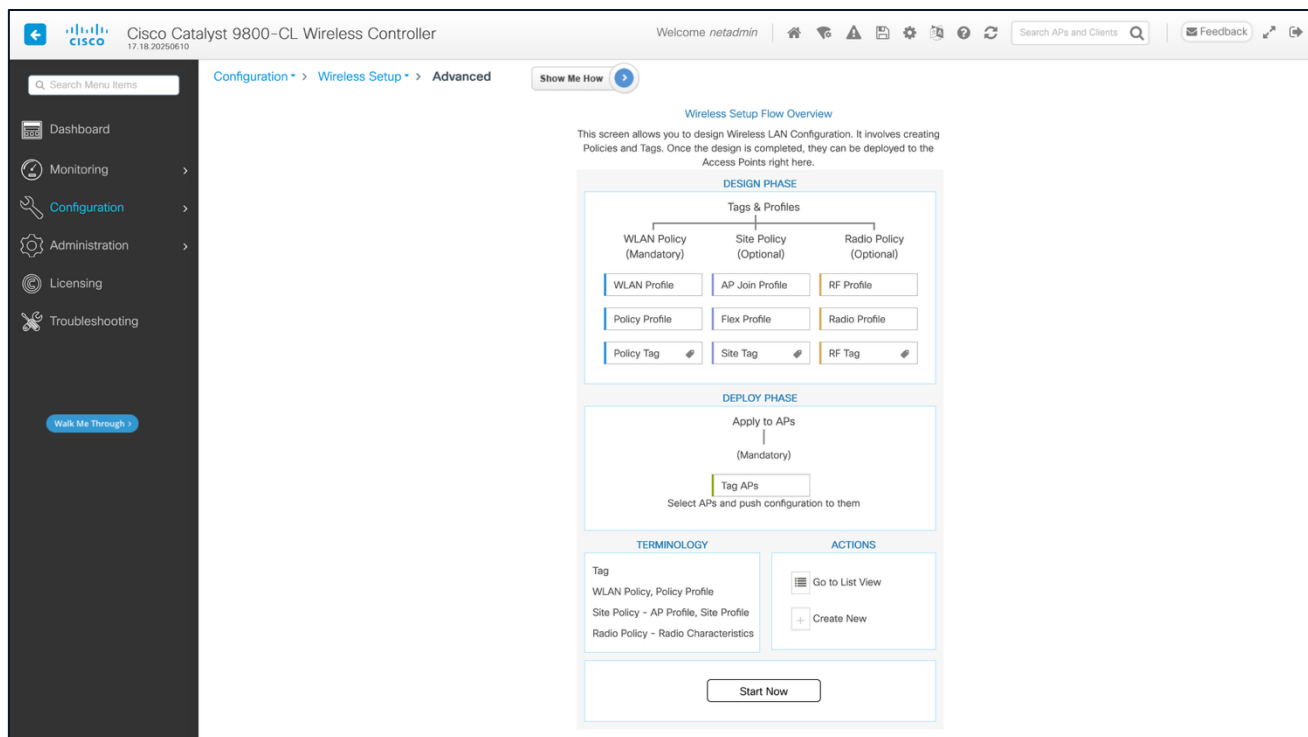 CISCO
Cisco Catalyst 9800-CL Wireless Controller
17.18.20250610
Welcome netadmin
Search APs and Clients
Feedback
Search Menu Items
Dashboard
Monitoring
Configuration
Administration
Licensing
Troubleshooting
Walk Me Through >
Configuration > Wireless Setup > Advanced
Show Me How
Wireless Setup Flow Overview
This screen allows you to design Wireless LAN Configuration. It involves creating
Policies and Tags. Once the design is completed, they can be deployed to the
Access Points right here.
DESIGN PHASE
Tags & Profiles
WLAN Policy
(Mandatory)
Site Policy
(Optional)
Radio Policy
(Optional)
WLAN Profile
AP Join Profile
RF Profile
Policy Profile
Flex Profile
Radio Profile
Policy Tag
Site Tag
RF Tag
DEPLOY PHASE
Apply to APs
(Mandatory)
Tag APs
Select APs and push configuration to them
TERMINOLOGY
Tag
WLAN Policy, Policy Profile
Site Policy - AP Profile, Site Profile
Radio Policy - Radio Characteristics
ACTIONS
Go to List View
Create New
Start Now